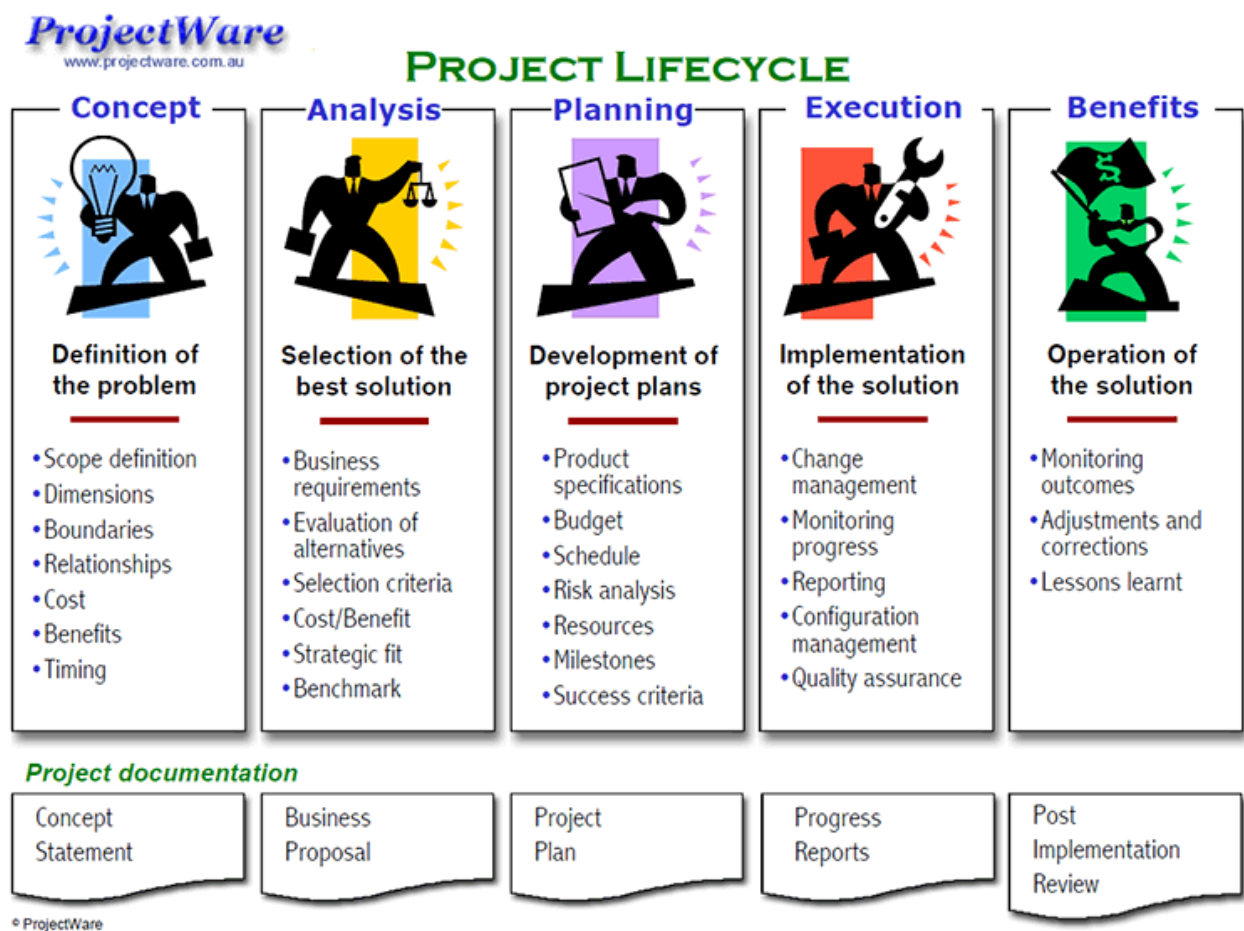 ProjectWare
www.projectware.com.au
PROJECT LIFECYCLE
Concept
Definition of
the problem
•Scope definition
•Dimensions
•Boundaries
•Relationships
•Cost
•Benefits
•Timing
Analysis
Selection of the
best solution
•Business
requirements
•Evaluation of
alternatives
•Selection criteria
•Cost/Benefit
•Strategic fit
•Benchmark
Planning
Development of
project plans
•Product
specifications
•Budget
•Schedule
•Risk analysis
•Resources
•Milestones
•Success criteria
Execution
Implementation
of the solution
•Change
management
•Monitoring
progress
•Reporting
•Configuration
management
•Quality assurance
Benefits
$
Operation of
the solution
•Monitoring
outcomes
•Adjustments and
corrections
•Lessons learnt
Project documentation
Concept
Statement
Business
Proposal
Project
Plan
Progress
Reports
Post
Implementation
Review
© ProjectWare